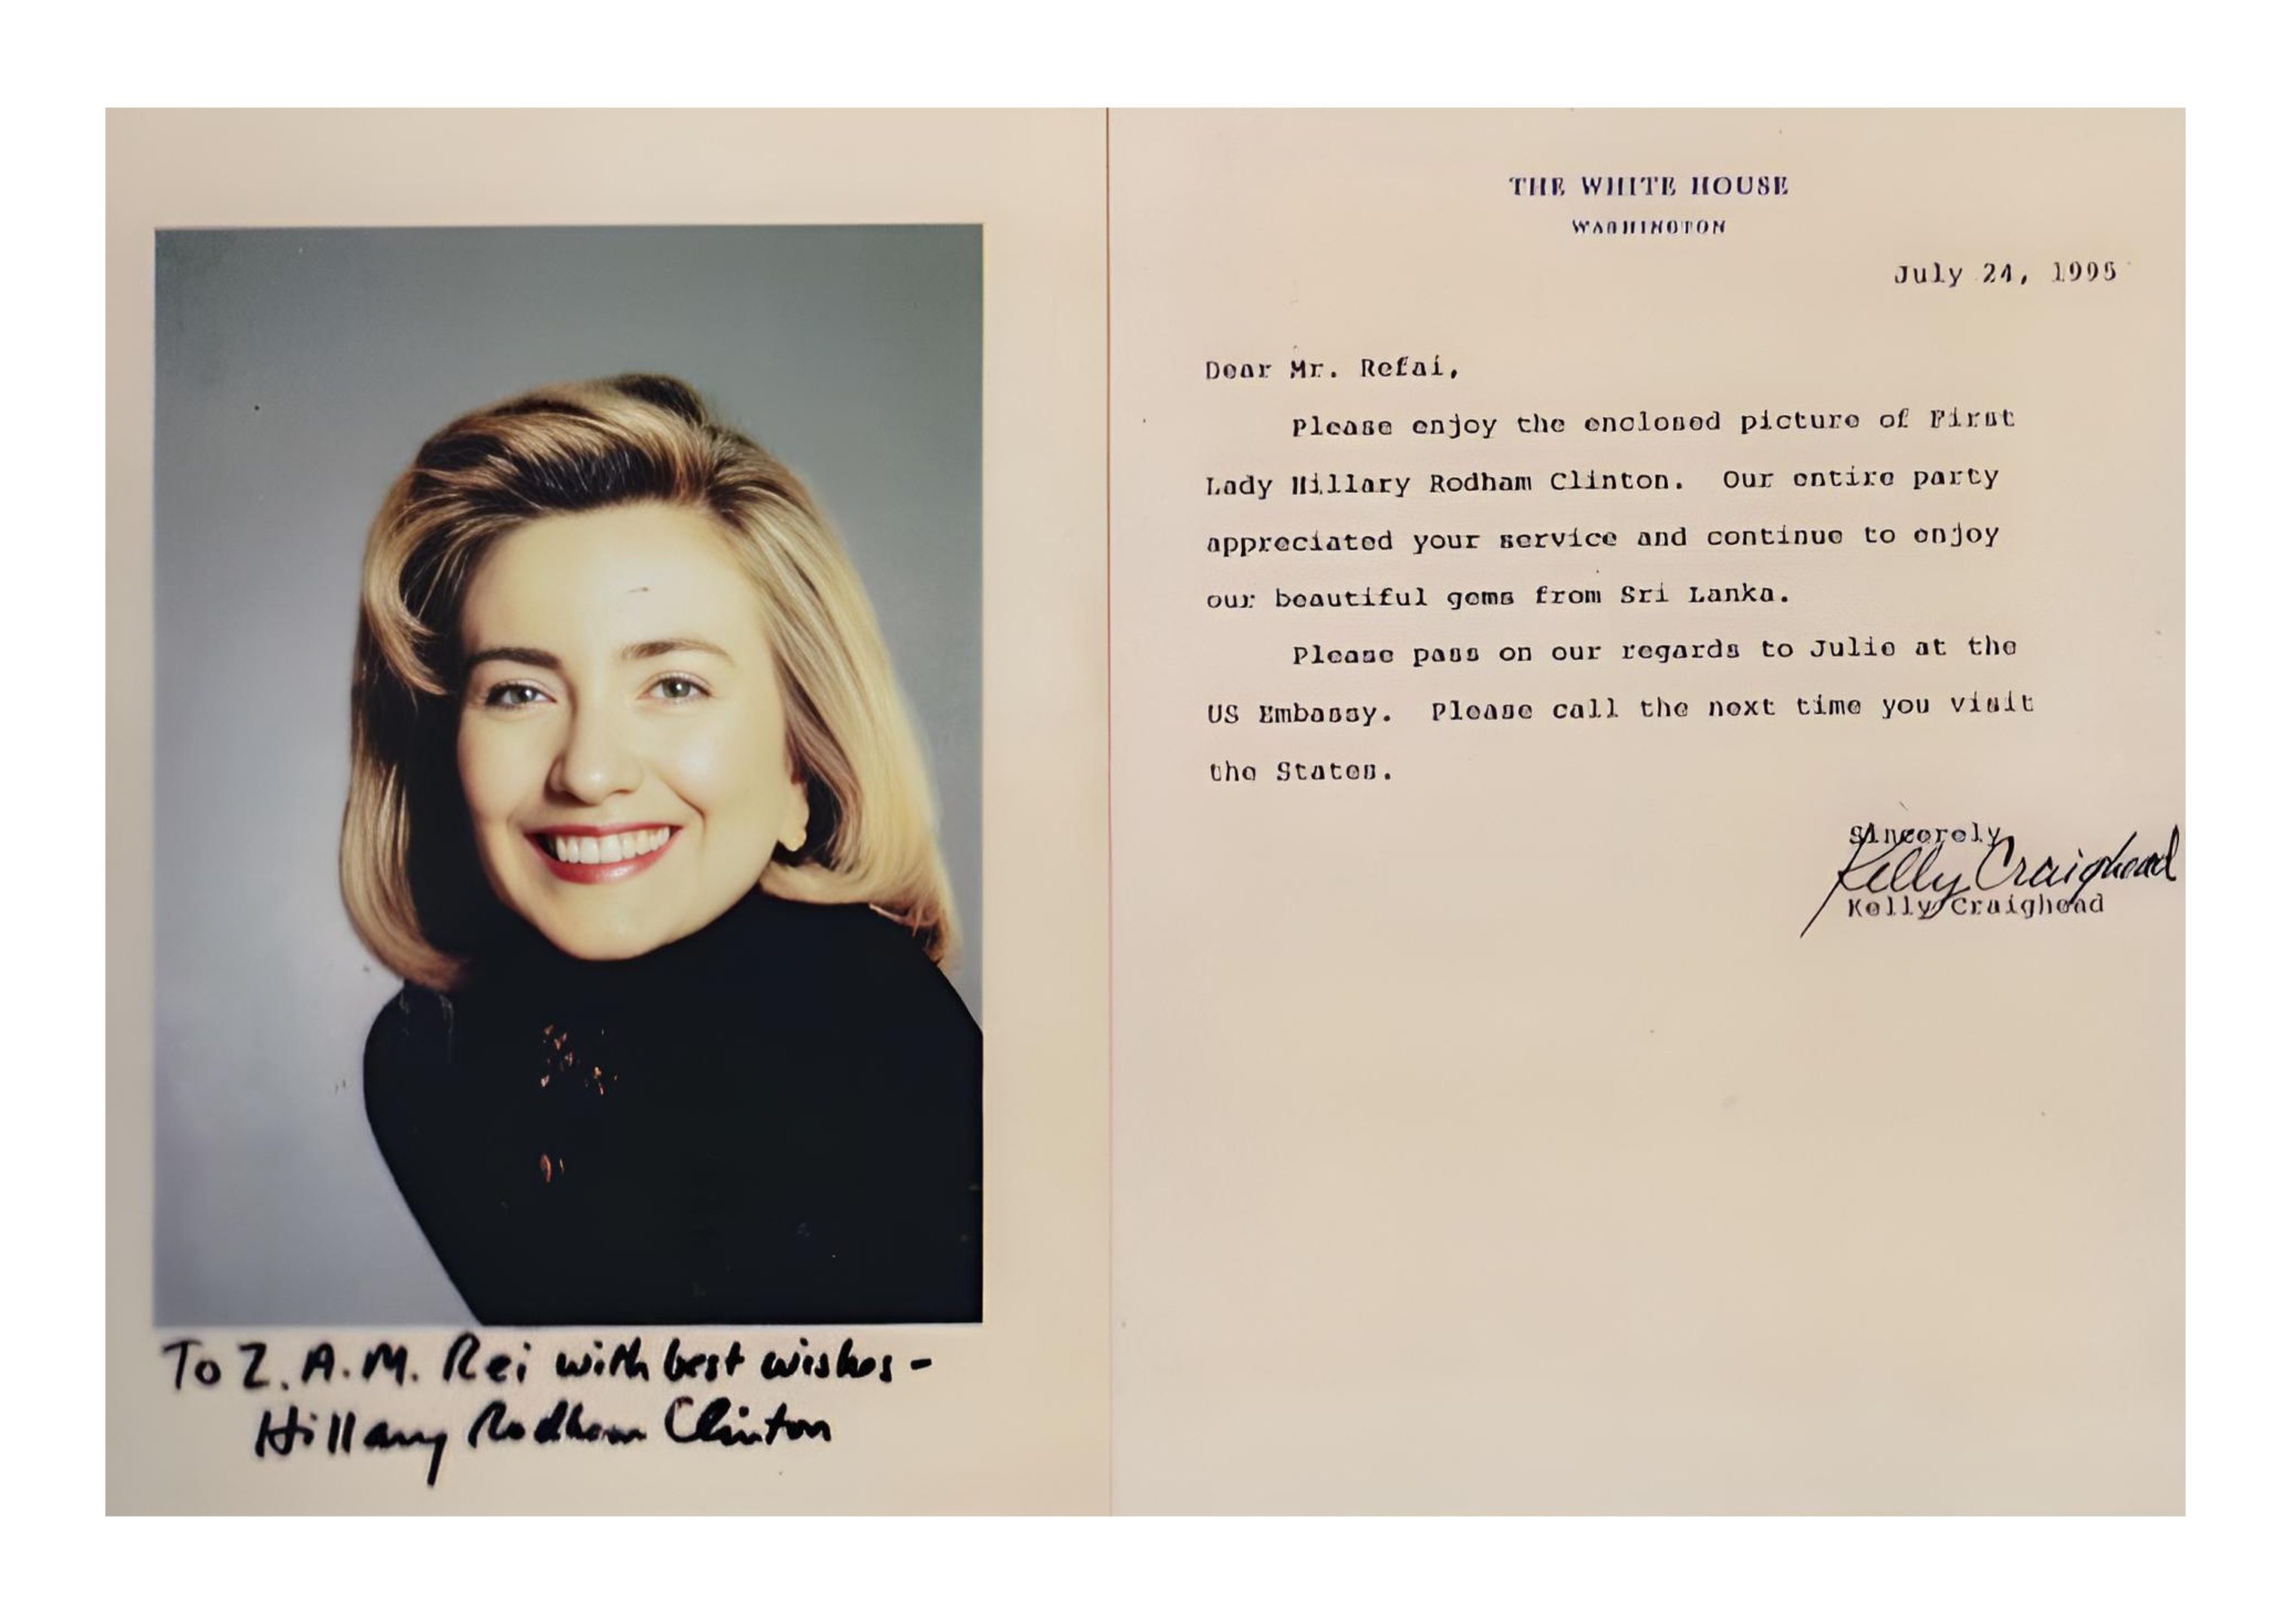 To Z. A. M. Rei with best wishes -
Hillary Rodham Clinton
THE WHITE HOUSE
WASHINGTON
July 24, 1995
Dear Mr. Refai,
Please enjoy the enclosed picture of First
Lady Hillary Rodham Clinton. Our entire party
appreciated your service and continue to enjoy
our beautiful gems from Sri Lanka.
Please pass on our regards to Julie at the
US Embassy. Please call the next time you visit
the States.
Sincerely
Kelly Craighead
Kelly Craighead